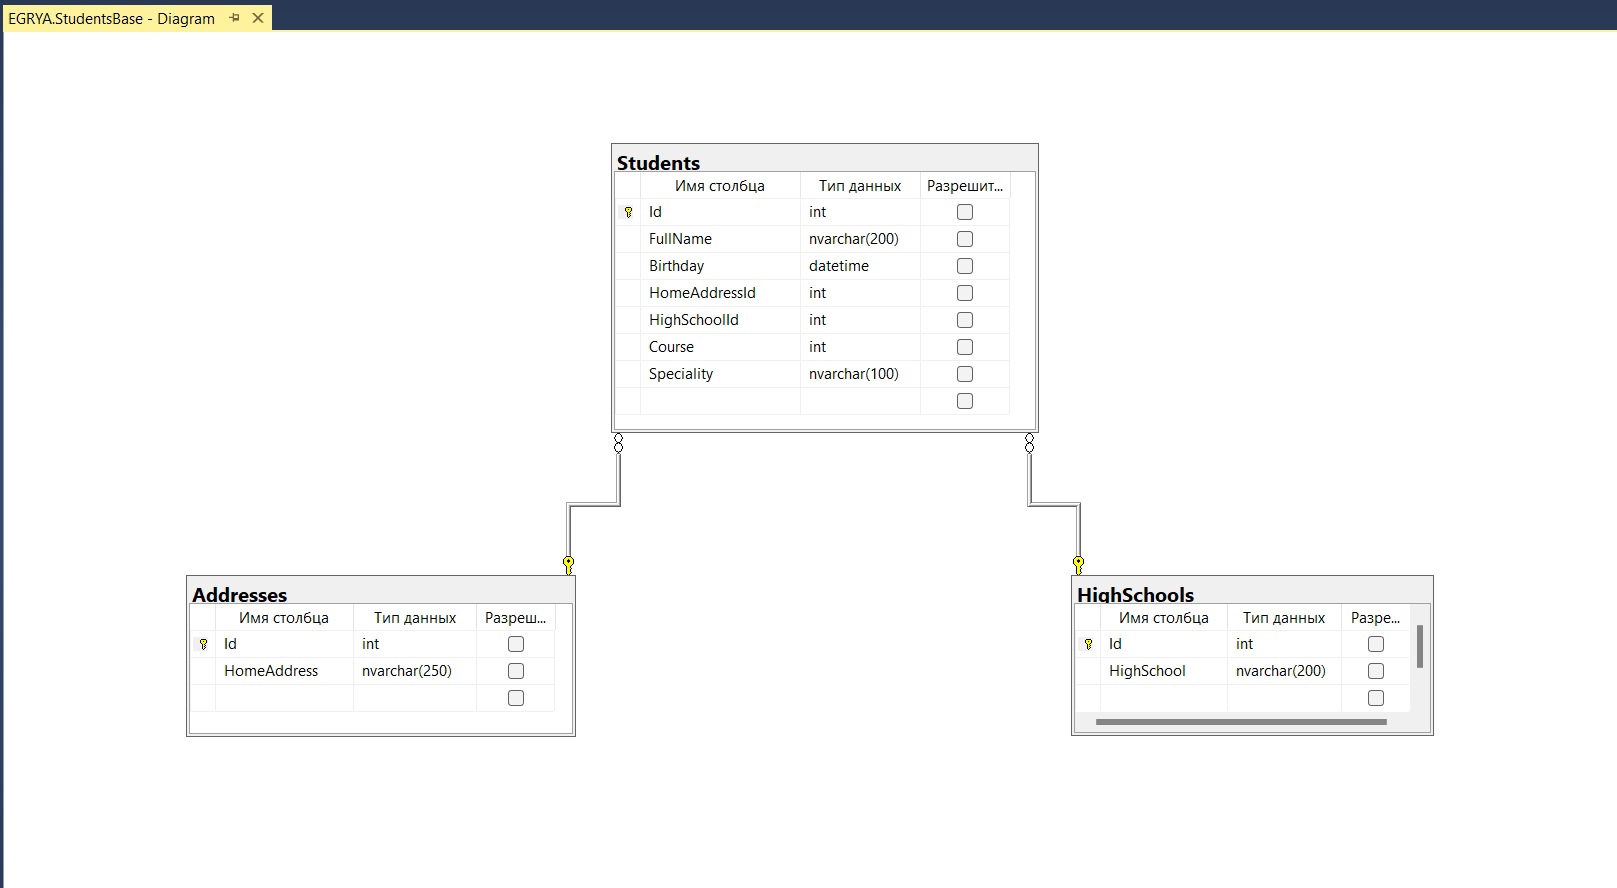 EGRYA.StudentsBase - Diagram
Students
Имя столбца Тип данных Разрешит...
Id int
FullName nvarchar(200)
Birthday datetime
HomeAddressId int
HighSchoolId int
Course int
Speciality nvarchar(100)
Addresses
Имя столбца Тип данных Разреш...
Id int
HomeAddress nvarchar(250)
HighSchools
Имя столбца Тип данных Разре...
Id int
HighSchool nvarchar(200)